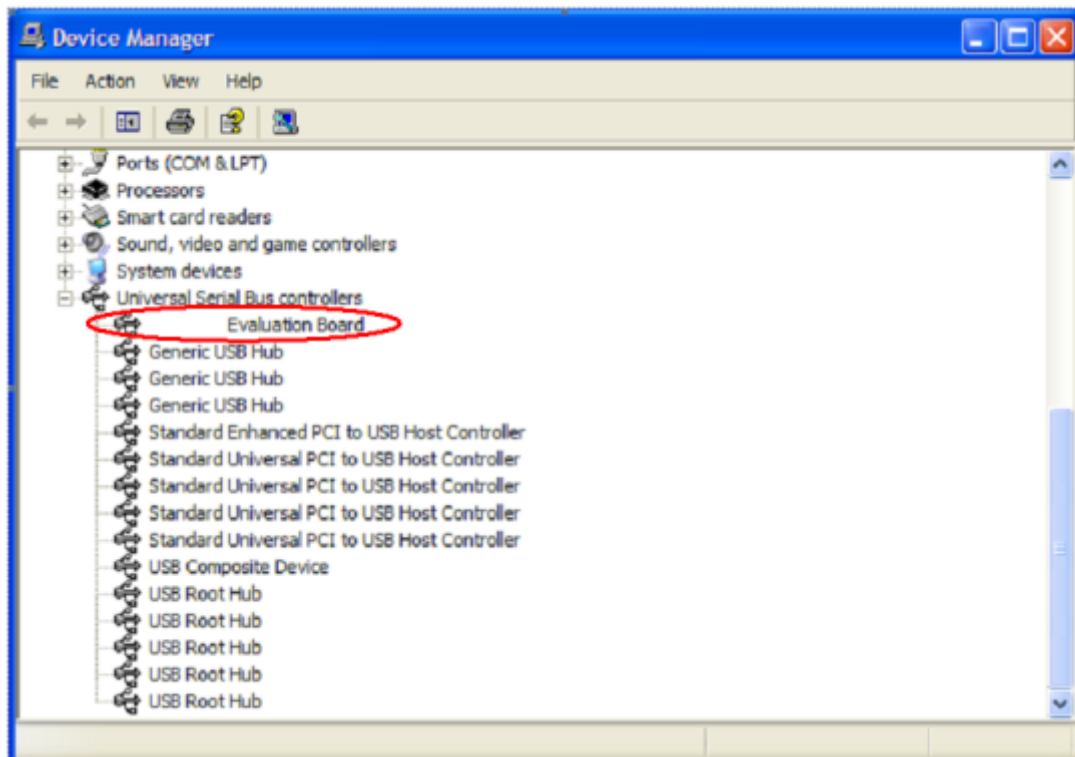 Device Manager
File Action View Help
Ports (COM & LPT)
Processors
Smart card readers
Sound, video and game controllers
System devices
Universal Serial Bus controllers
Evaluation Board
Generic USB Hub
Generic USB Hub
Generic USB Hub
Standard Enhanced PCI to USB Host Controller
Standard Universal PCI to USB Host Controller
Standard Universal PCI to USB Host Controller
Standard Universal PCI to USB Host Controller
Standard Universal PCI to USB Host Controller
USB Composite Device
USB Root Hub
USB Root Hub
USB Root Hub
USB Root Hub
USB Root Hub